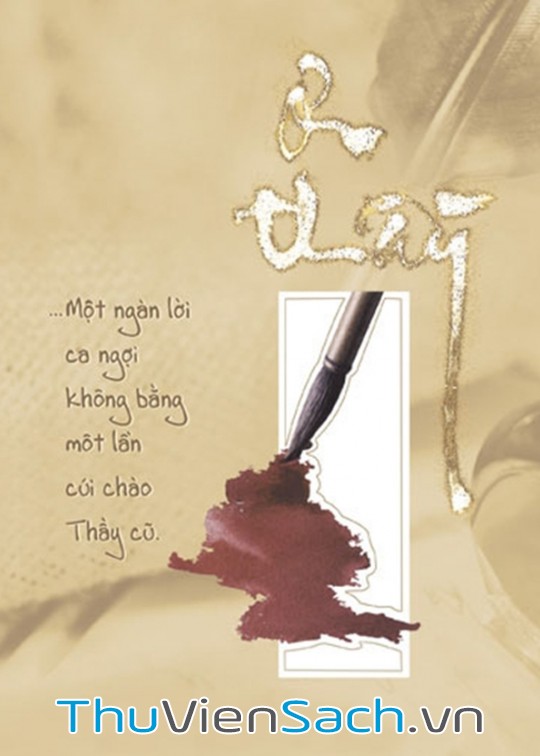 ơn
thầy
...Một ngàn lời
ca ngợi
không bằng
một lần
cúi chào
Thầy cũ.
ThuVienSach.vn